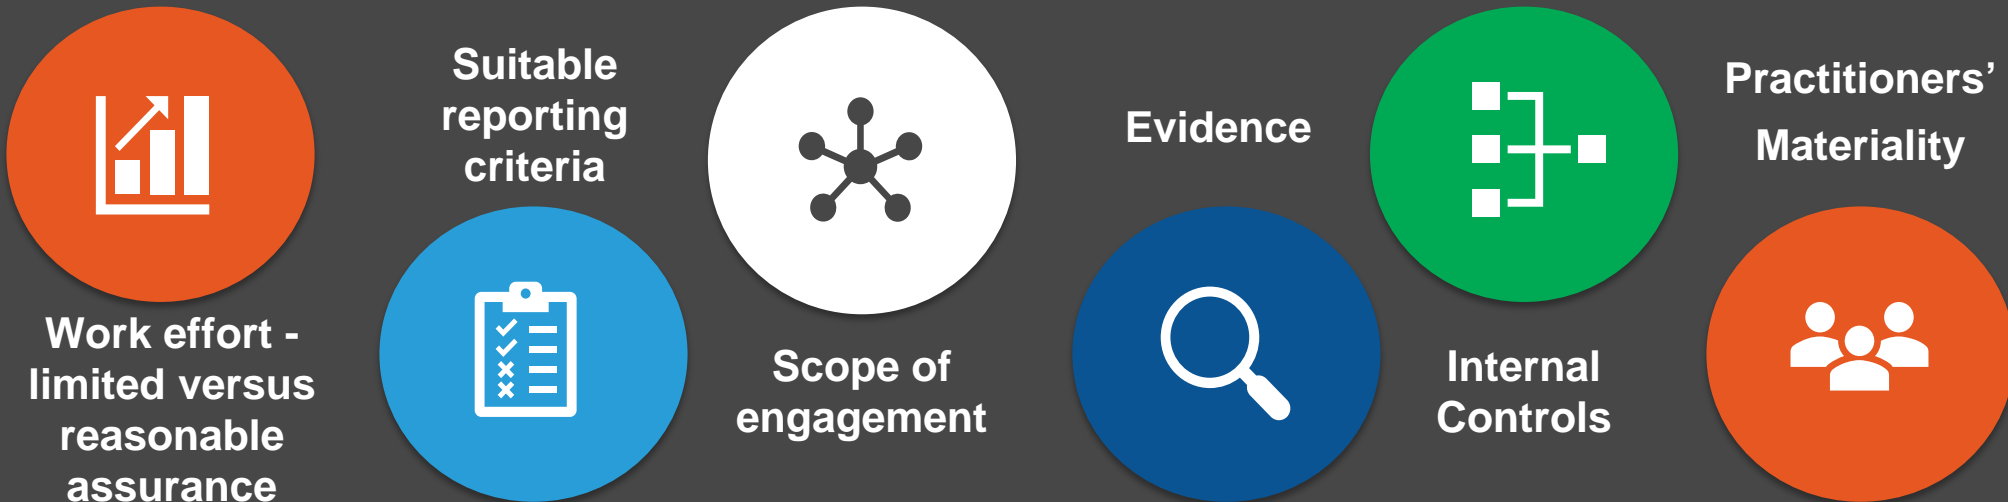 Work effort -
limited versus
reasonable
assurance
Suitable
reporting
criteria
Scope of
engagement
Evidence
Internal
Controls
Practitioners’
Materiality